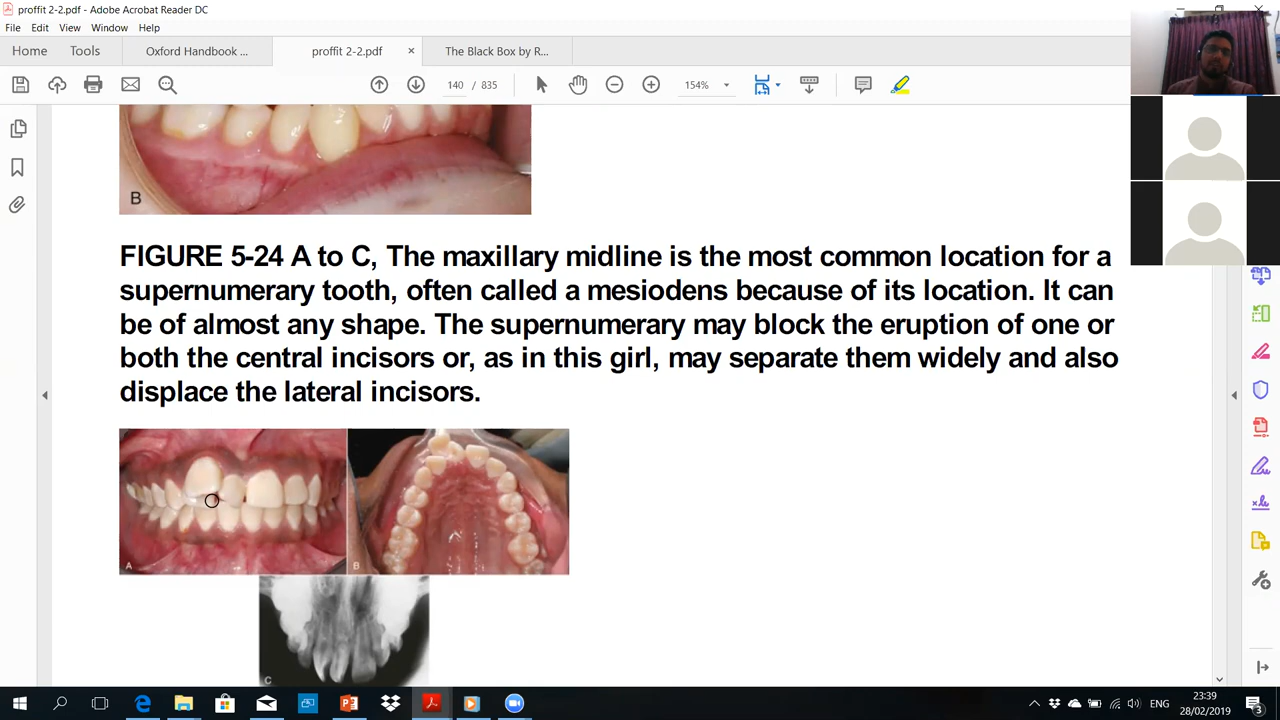 proffit 2-2.pdf - Adobe Acrobat Reader DC
File Edit View Window Help
Home Tools Oxford Handbook ... proffit 2-2.pdf × The Black Box by R...
140 / 835 154%
B
FIGURE 5-24 A to C, The maxillary midline is the most common location for a
supernumerary tooth, often called a mesiodens because of its location. It can
be of almost any shape. The supernumerary may block the eruption of one or
both the central incisors or, as in this girl, may separate them widely and also
displace the lateral incisors.
A B
C
ENG 23:39
28/02/2019 3